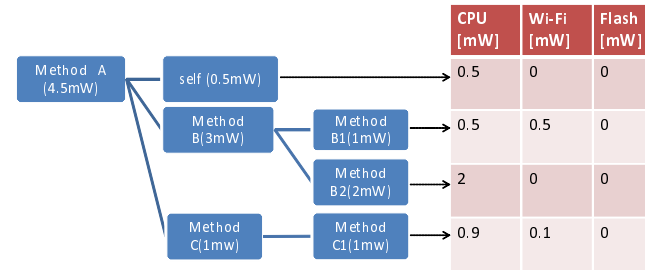 CPU [mW] Wi-Fi [mW] Flash [mW]
Method A
(4.5mW)
self (0.5mW)
0.5 0 0
Method
B(3mW)
Method
B1(1mW)
0.5 0.5 0
Method
B2(2mW)
2 0 0
Method
C(1mw)
Method
C1(1mw)
0.9 0.1 0